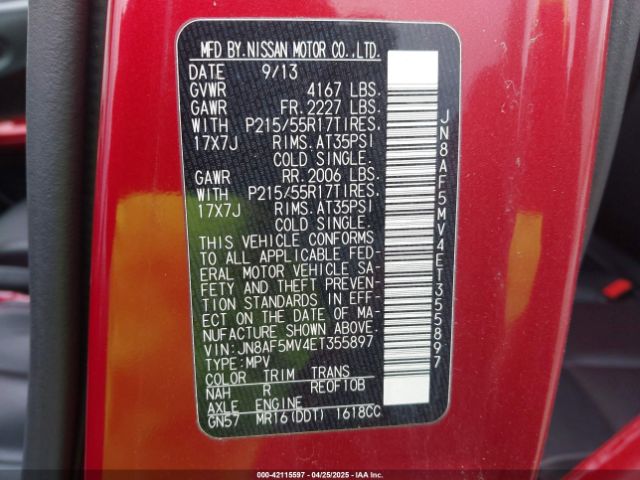 MFD BY.NISSAN MOTOR CO.,LTD.
DATE 9/13
GVWR 4167 LBS.
GAWR FR. 2227 LBS.
WITH P215/55R17TIRES.
17X7J RIMS. AT35PSI
COLD SINGLE.
GAWR RR. 2006 LBS.
WITH P215/55R17TIRES.
17X7J RIMS. AT35PSI
COLD SINGLE.
THIS VEHICLE CONFORMS
TO ALL APPLICABLE FED-
ERAL MOTOR VEHICLE SA-
FETY AND THEFT PREVEN-
TION STANDARDS IN EFF-
ECT ON THE DATE OF MA-
NUFACTURE SHOWN ABOVE.
VIN:JN8AF5MV4ET355897
TYPE:MPV
COLOR TRIM TRANS
NAH R RE0F10B
AXLE ENGINE
GN57 MR16(DDT) 1618CC
JN8AF5MV4ET355897
000-42115597 - 04/25/2025 - IAAI.COM